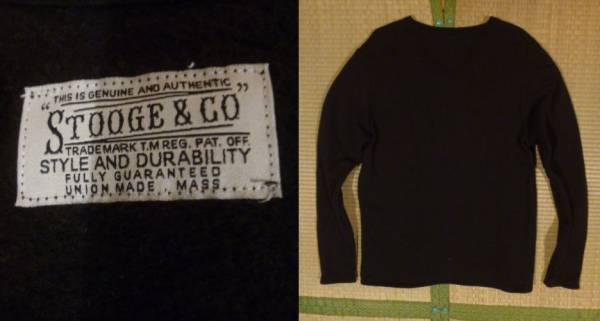 THIS IS GENUINE AND AUTHENTIC
"STOOGE & CO"
TRADEMARK T.M REG. PAT. OFF.
STYLE AND DURABILITY
FULLY GUARANTEED
UNION MADE . MASS.